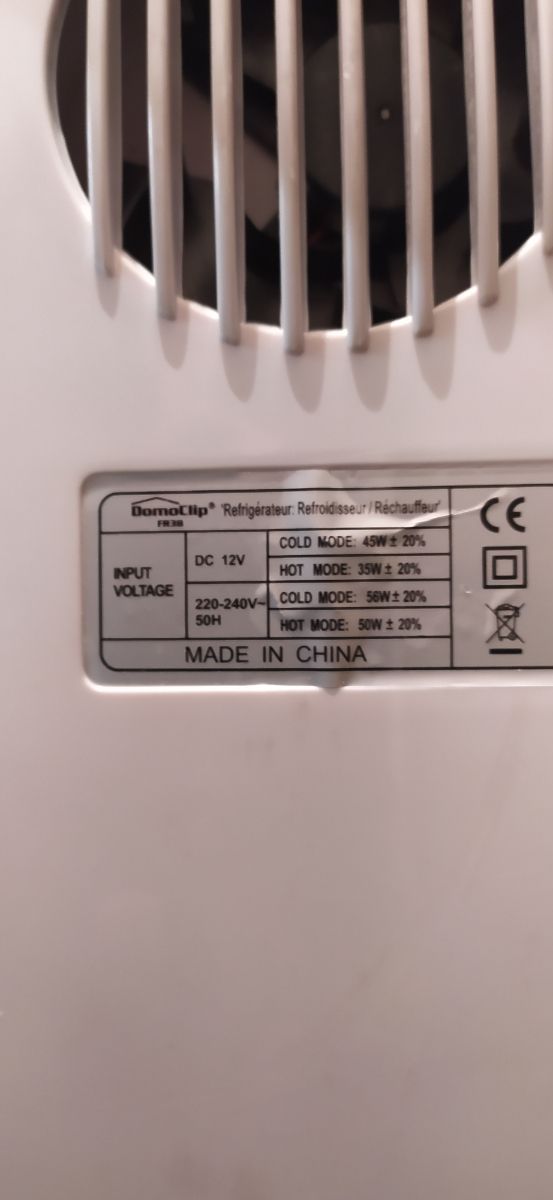 DomoClip® 'Refrigérateur: Refroidisseur / Réchauffeur'
FR38
CE
INPUT VOLTAGE
DC 12V
COLD MODE: 45W ± 20%
HOT MODE: 35W ± 20%
220-240V~
50H
COLD MODE: 56W ± 20%
HOT MODE: 50W ± 20%
MADE IN CHINA